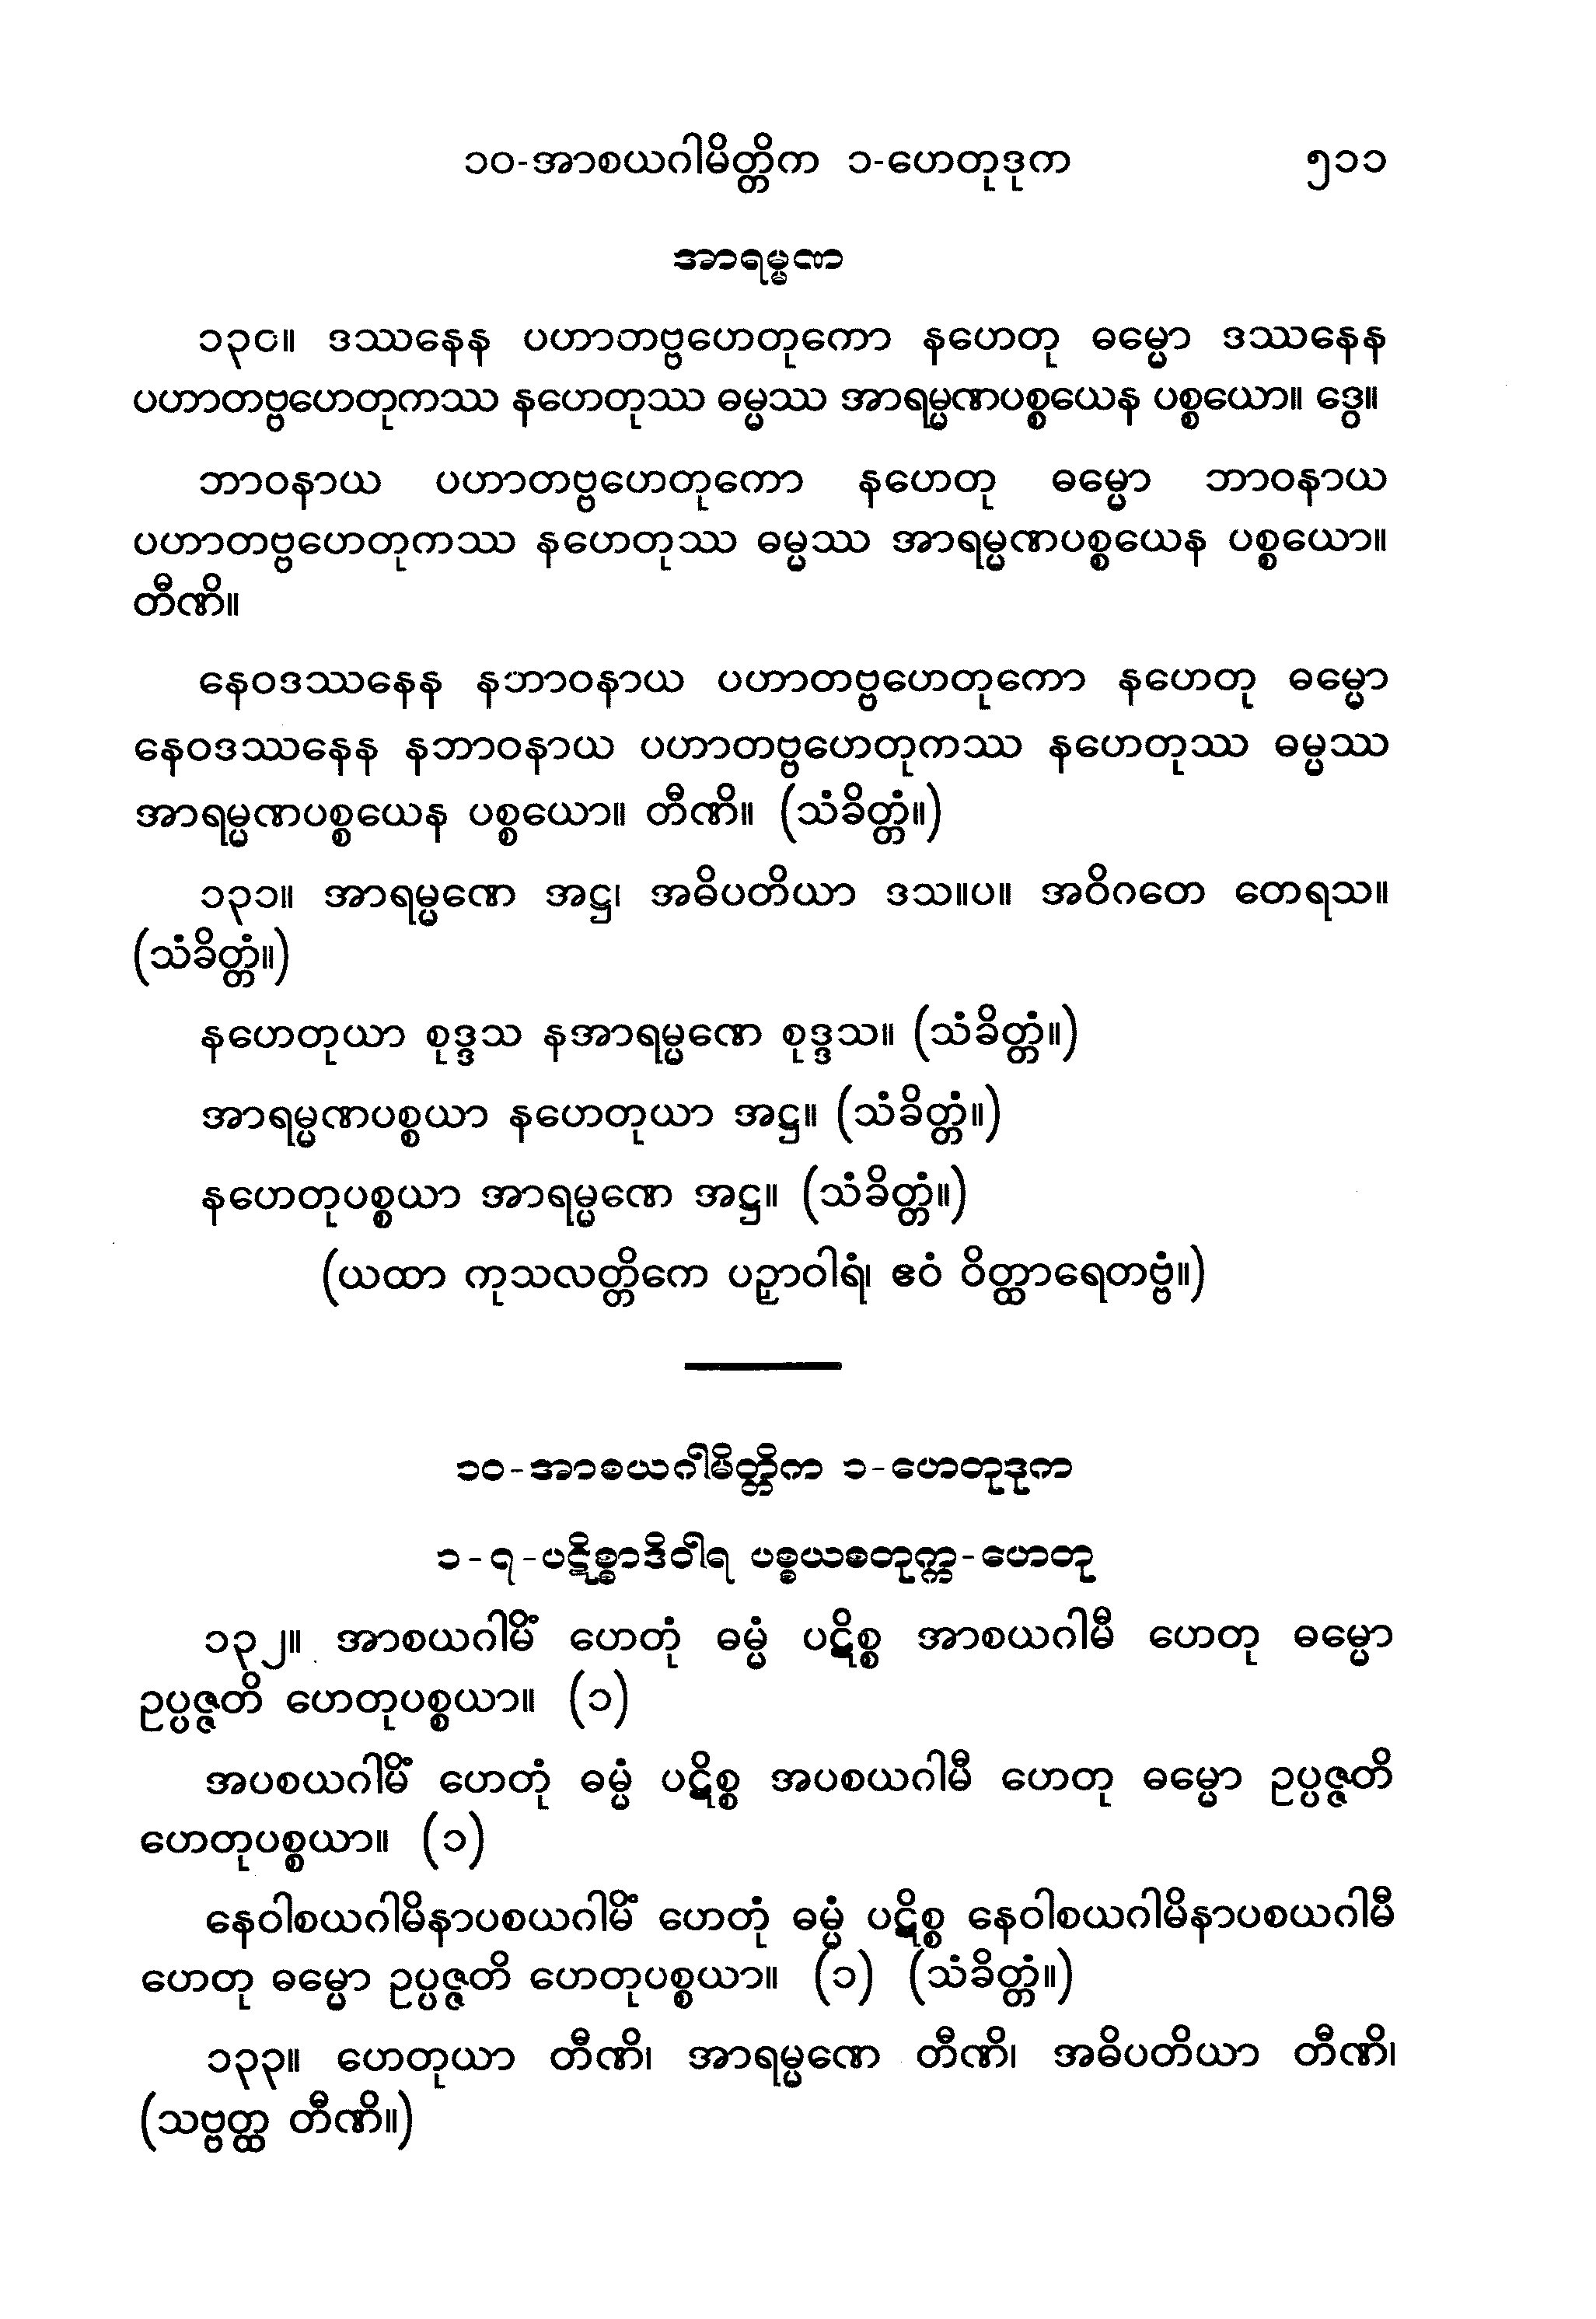 ၁၀-အာစယဂါမိတ္တိက ၁-ဟေတုဒုက ၅၁၁
အာရမ္မဏ
၁၃၀။ ဒဿနေန ပဟာတဗ္ဗဟေတုကော နဟေတု ဓမ္မော ဒဿနေန
ပဟာတဗ္ဗဟေတုကဿ နဟေတုဿ ဓမ္မဿ အာရမ္မဏပစ္စယေန ပစ္စယော။ ဒွေ။
ဘာဝနာယ ပဟာတဗ္ဗဟေတုကော နဟေတု ဓမ္မော ဘာဝနာယ
ပဟာတဗ္ဗဟေတုကဿ နဟေတုဿ ဓမ္မဿ အာရမ္မဏပစ္စယေန ပစ္စယော။
တီဏိ။
နေဝဒဿနေန နဘာဝနာယ ပဟာတဗ္ဗဟေတုကော နဟေတု ဓမ္မော
နေဝဒဿနေန နဘာဝနာယ ပဟာတဗ္ဗဟေတုကဿ နဟေတုဿ ဓမ္မဿ
အာရမ္မဏပစ္စယေန ပစ္စယော။ တီဏိ။ (သံခိတ္တံ။)
၁၃၁။ အာရမ္မဏေ အဋ္ဌ၊ အဓိပတိယာ ဒသ။ပ။ အဝိဂတေ တေရသ။
(သံခိတ္တံ။)
နဟေတုယာ စုဒ္ဒသ နအာရမ္မဏေ စုဒ္ဒသ။ (သံခိတ္တံ။)
အာရမ္မဏပစ္စယာ နဟေတုယာ အဋ္ဌ။ (သံခိတ္တံ။)
နဟေတုပစ္စယာ အာရမ္မဏေ အဋ္ဌ။ (သံခိတ္တံ။)
(ယထာ ကုသလတ္တိကေ ပဉှာဝါရံ၊ ဧဝံ ဝိတ္ထာရေတဗ္ဗံ။)
၁၀-အာစယဂါမိတ္တိက ၁-ဟေတုဒုက
၁-၇-ပဋိစ္စာဒိဝါရ ပစ္စယစတုက္က-ဟေတု
၁၃၂။ အာစယဂါမိံ ဟေတုံ ဓမ္မံ ပဋိစ္စ အာစယဂါမီ ဟေတု ဓမ္မော
ဥပ္ပဇ္ဇတိ ဟေတုပစ္စယာ။ (၁)
အပစယဂါမိံ ဟေတုံ ဓမ္မံ ပဋိစ္စ အပစယဂါမီ ဟေတု ဓမ္မော ဥပ္ပဇ္ဇတိ
ဟေတုပစ္စယာ။ (၁)
နေဝါစယဂါမိနာပစယဂါမိံ ဟေတုံ ဓမ္မံ ပဋိစ္စ နေဝါစယဂါမိနာပစယဂါမီ
ဟေတု ဓမ္မော ဥပ္ပဇ္ဇတိ ဟေတုပစ္စယာ။ (၁) (သံခိတ္တံ။)
၁၃၃။ ဟေတုယာ တီဏိ၊ အာရမ္မဏေ တီဏိ၊ အဓိပတိယာ တီဏိ၊
(သဗ္ဗတ္ထ တီဏိ။)